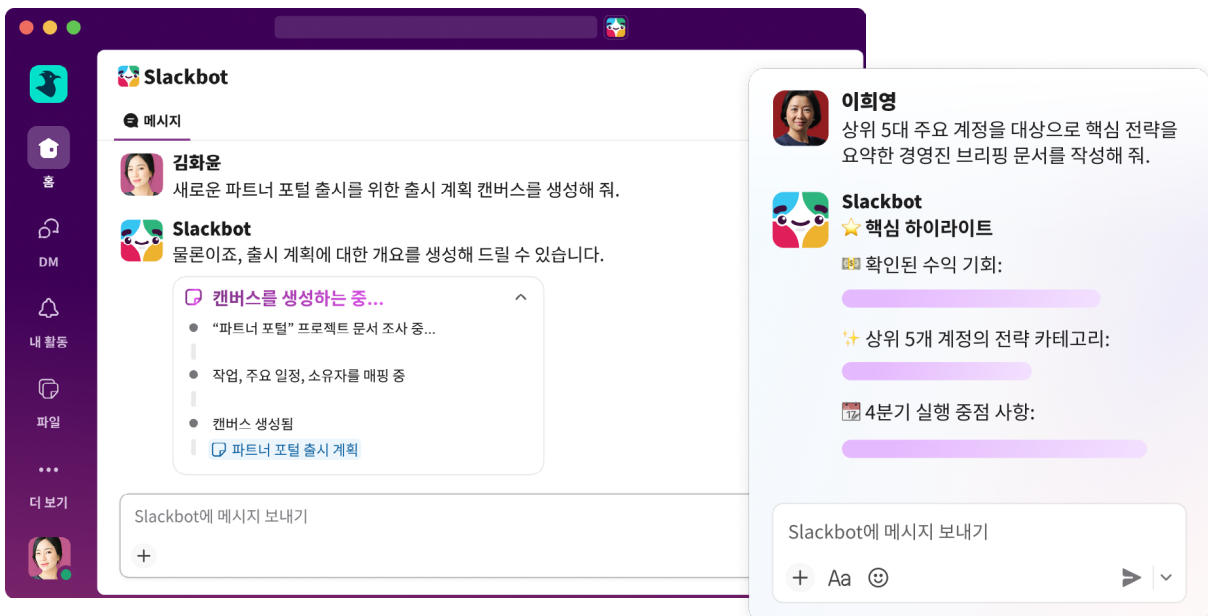 Slackbot
메시지
홈
DM
내 활동
파일
더 보기
김화윤
새로운 파트너 포털 출시를 위한 출시 계획 캔버스를 생성해 줘.
Slackbot
물론이죠, 출시 계획에 대한 개요를 생성해 드릴 수 있습니다.
캔버스를 생성하는 중...
“파트너 포털” 프로젝트 문서 조사 중...
작업, 주요 일정, 소유자를 매핑 중
캔버스 생성됨
파트너 포털 출시 계획
Slackbot에 메시지 보내기
이희영
상위 5대 주요 계정을 대상으로 핵심 전략을
요약한 경영진 브리핑 문서를 작성해 줘.
Slackbot
⭐ 핵심 하이라이트
💵 확인된 수익 기회:
✨ 상위 5개 계정의 전략 카테고리:
📆 4분기 실행 중점 사항:
Slackbot에 메시지 보내기
Aa